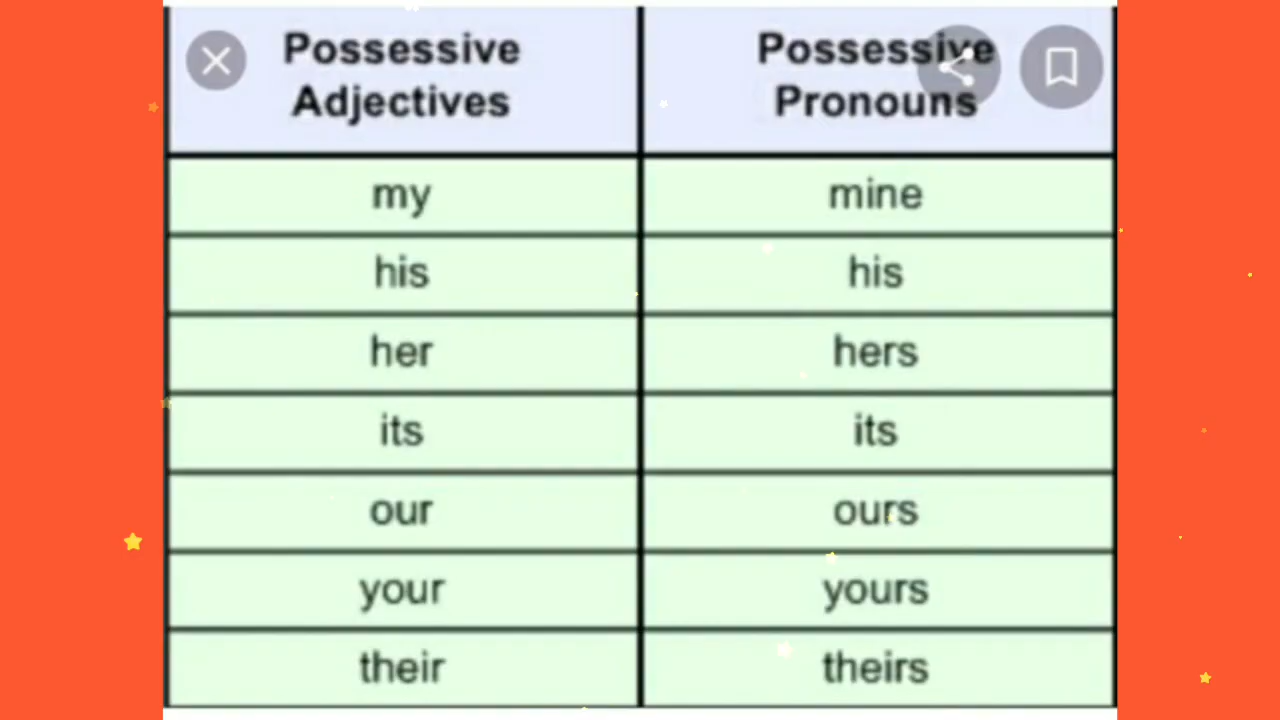 Possessive Adjectives
Possessive Pronouns
my mine
his his
her hers
its its
our ours
your yours
their theirs